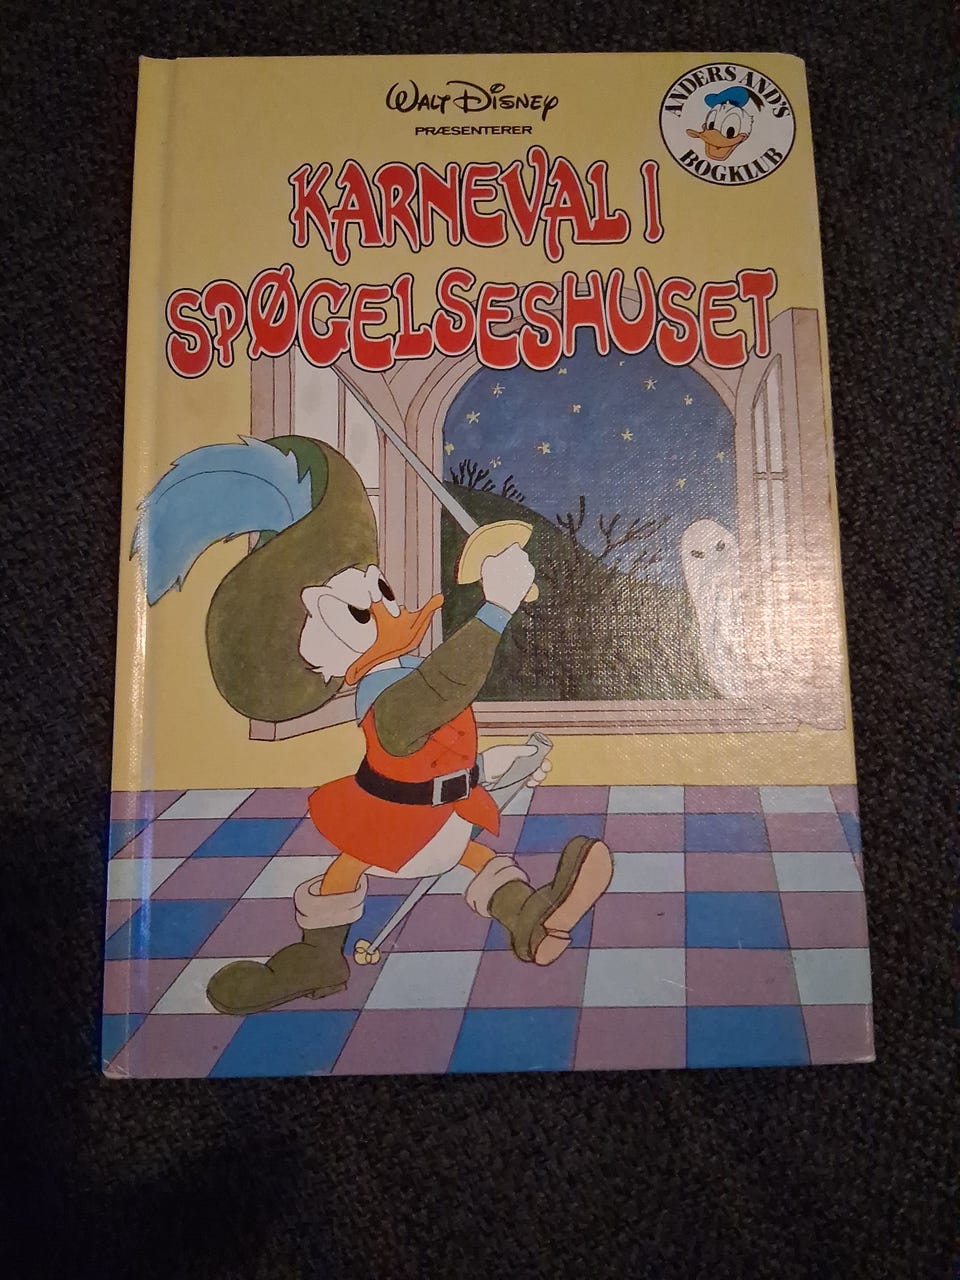 WALT DISNEY
PRÆSENTERER
ANDERS AND'S
BOGKLUB
KARNEVAL I
SPØGELSESHUSET